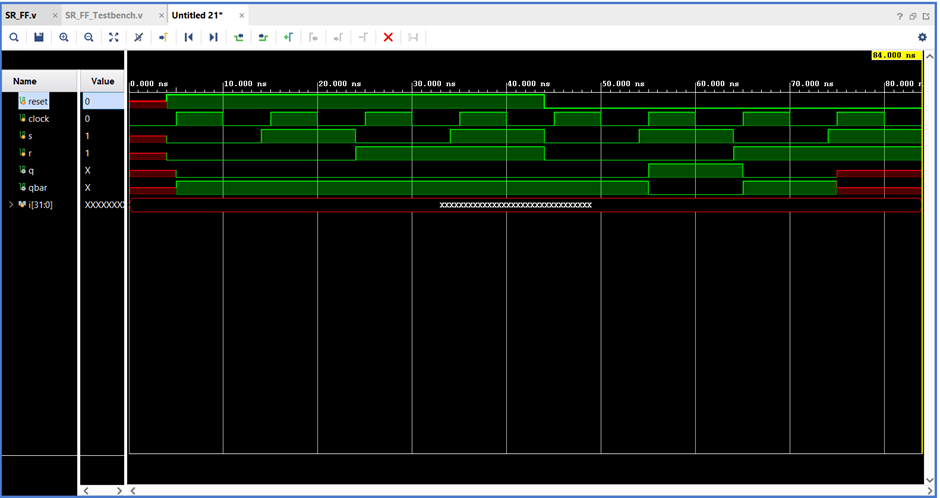 SR_FF.v × SR_FF_Testbench.v × Untitled 21* ×
84.000 ns
Name Value
0.000 ns 10.000 ns 20.000 ns 30.000 ns 40.000 ns 50.000 ns 60.000 ns 70.000 ns 80.000
reset 0
clock 0
s 1
r 1
q X
qbar X
i[31:0] XXXXXXXX XXXXXXXXXXXXXXXXXXXXXXXXXXXXXXXX